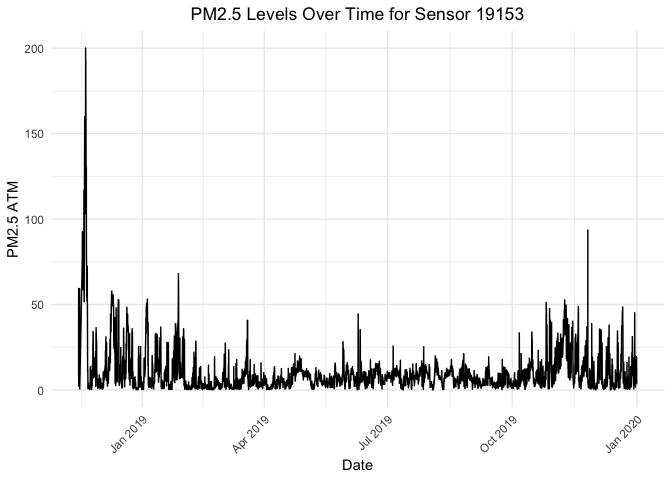 PM2.5 Levels Over Time for Sensor 19153
200
150
100
50
0
PM2.5 ATM
Jan 2019
Apr 2019
Jul 2019
Oct 2019
Jan 2020
Date